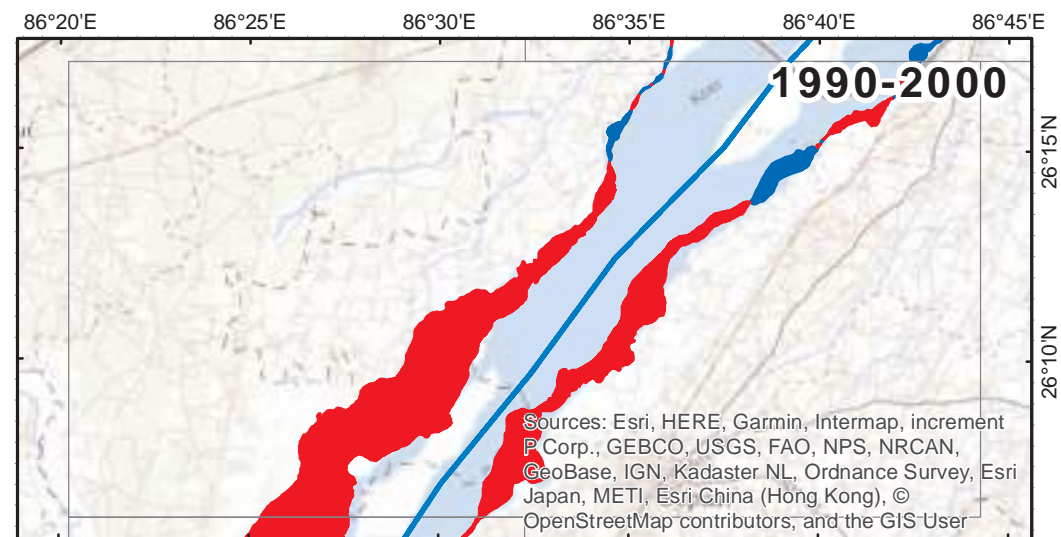 86°20'E 86°25'E 86°30'E 86°35'E 86°40'E 86°45'E
1990-2000
Kosi
26°15'N
26°10'N
Sources: Esri, HERE, Garmin, Intermap, increment
P Corp., GEBCO, USGS, FAO, NPS, NRCAN,
GeoBase, IGN, Kadaster NL, Ordnance Survey, Esri
Japan, METI, Esri China (Hong Kong), ©
OpenStreetMap contributors, and the GIS User